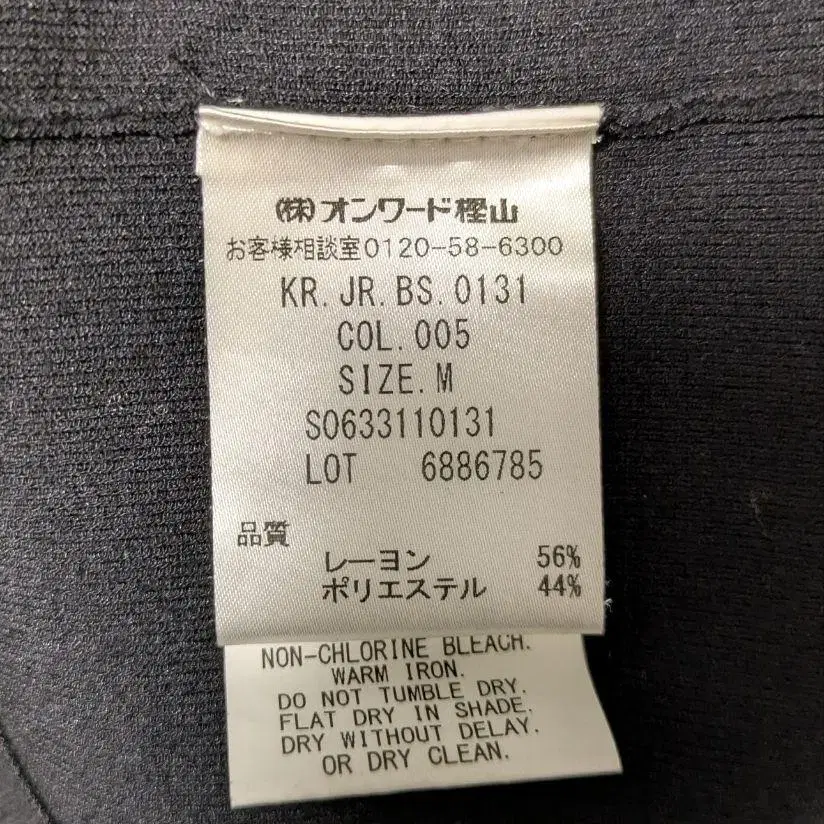 (株)オンワード樫山
お客様相談室0120-58-6300
KR.JR.BS.0131
COL.005
SIZE.M
S0633110131
LOT 6886785
品質
レーヨン 56%
ポリエステル 44%
NON-CHLORINE BLEACH.
WARM IRON.
DO NOT TUMBLE DRY.
FLAT DRY IN SHADE.
DRY WITHOUT DELAY.
OR DRY CLEAN.